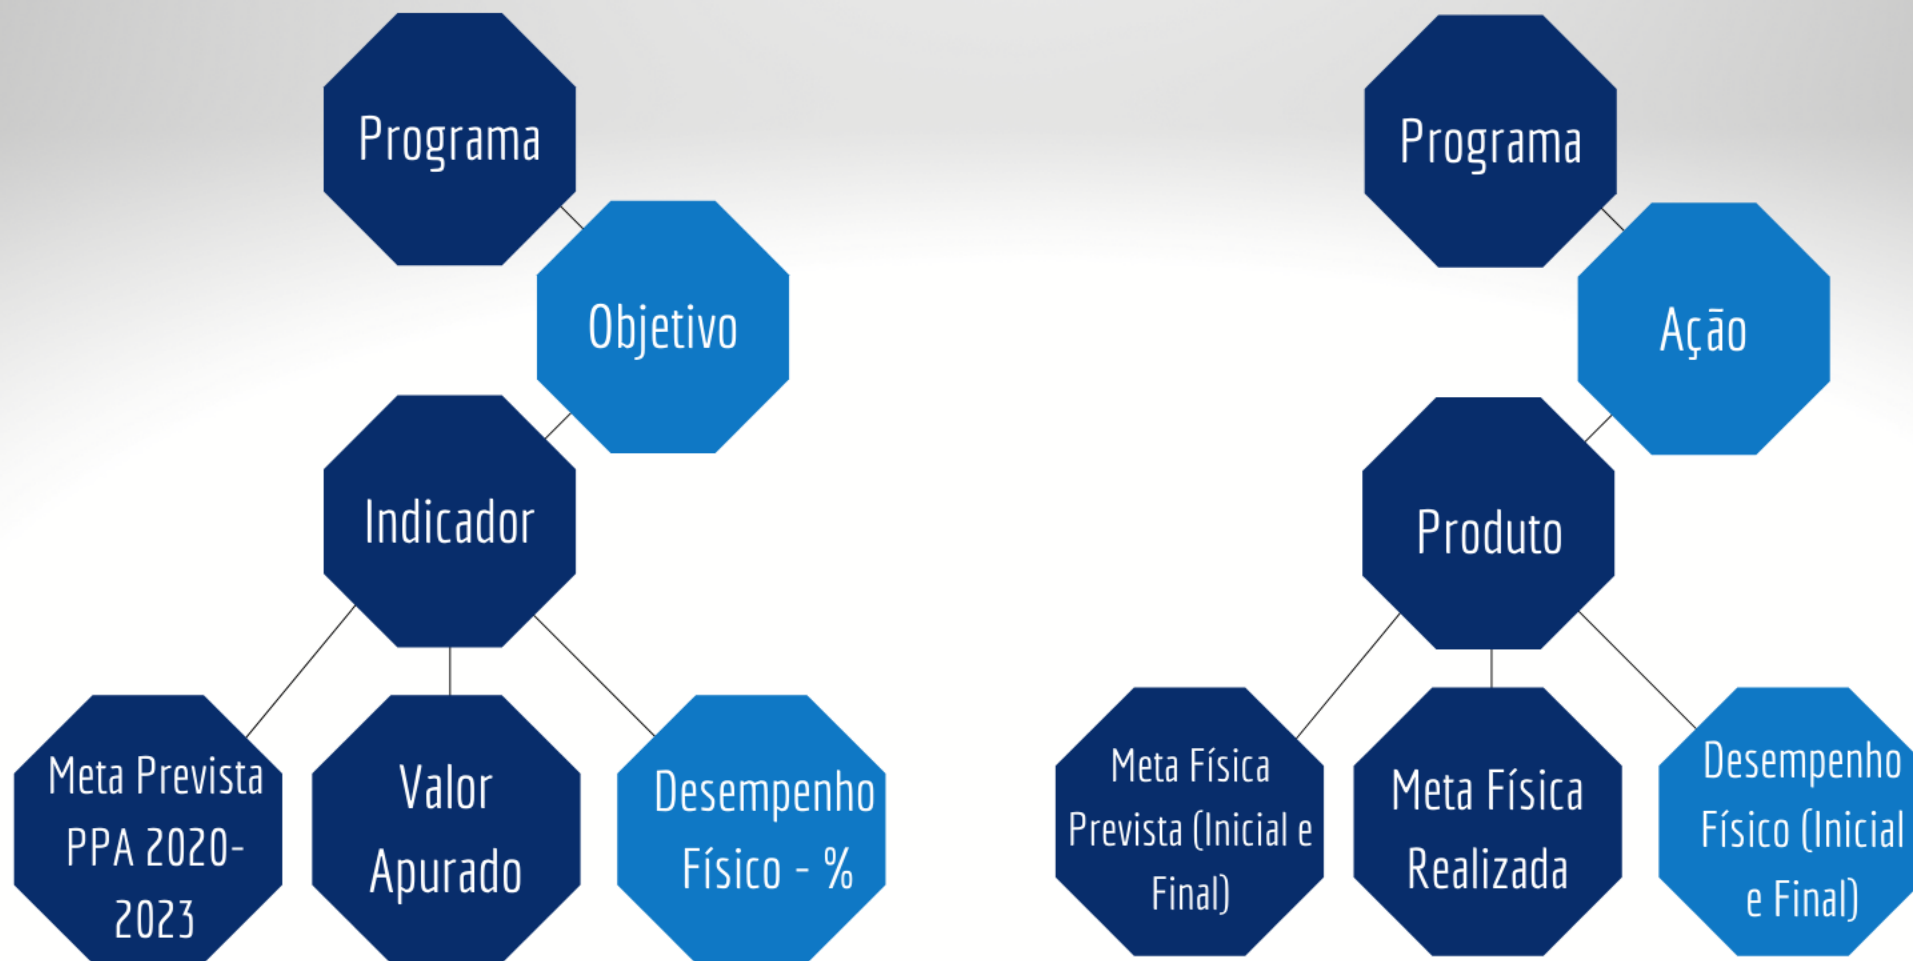 Programa
Objetivo
Indicador
Meta Prevista
PPA 2020-
2023
Valor
Apurado
Desempenho
Físico - %
Programa
Ação
Produto
Meta Física
Prevista (Inicial e
Final)
Meta Física
Realizada
Desempenho
Físico (Inicial
e Final)